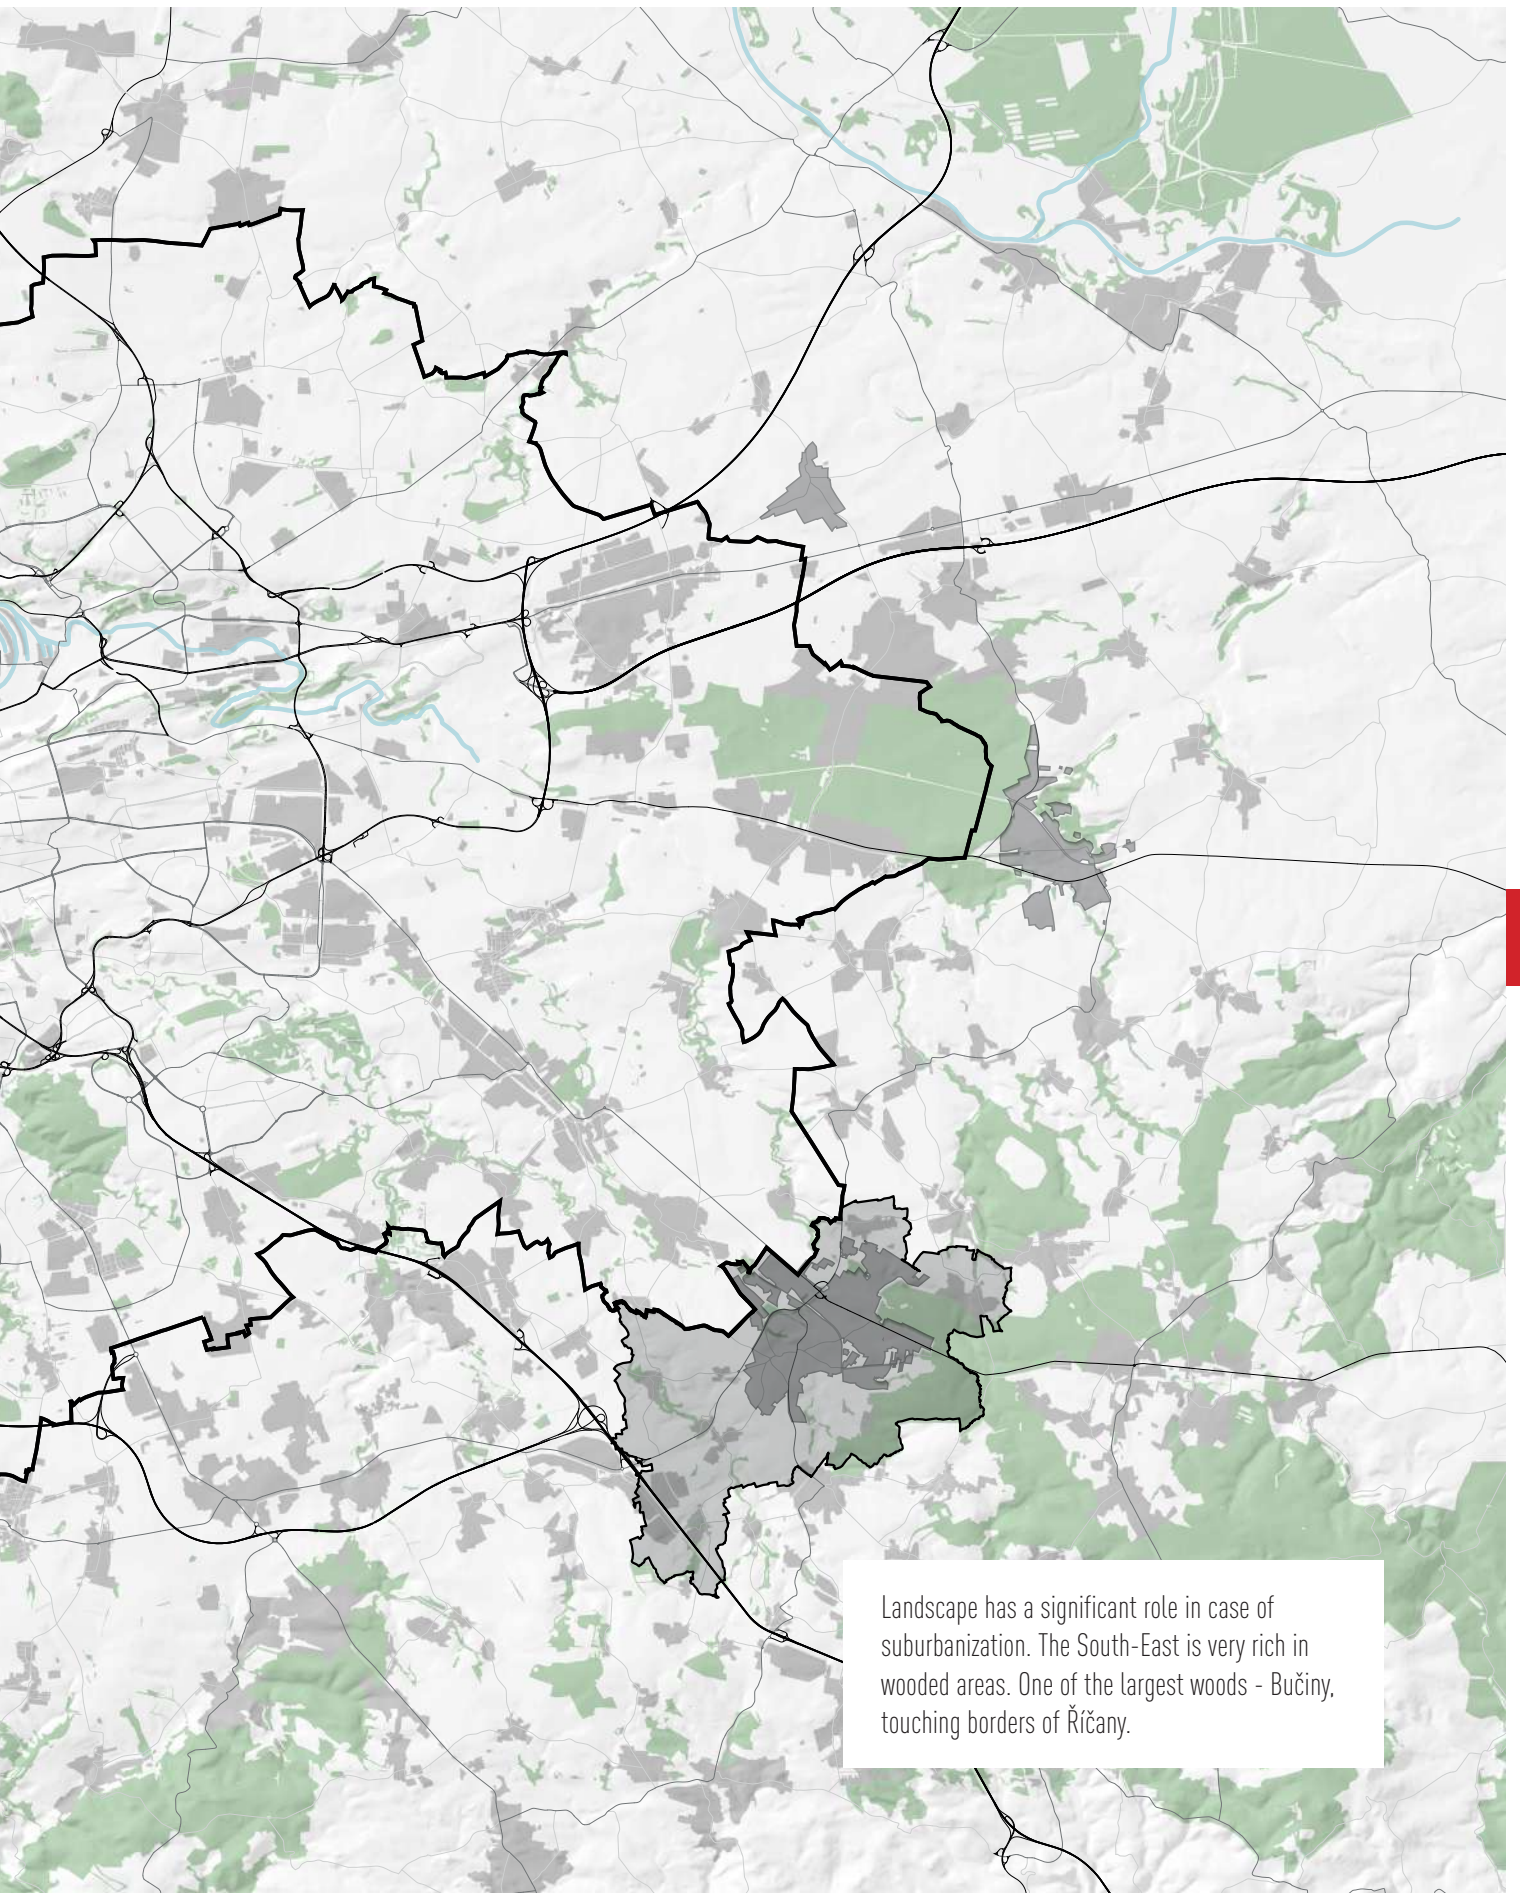 Landscape has a significant role in case of
suburbanization. The South-East is very rich in
wooded areas. One of the largest woods - Bučiny,
touching borders of Říčany.